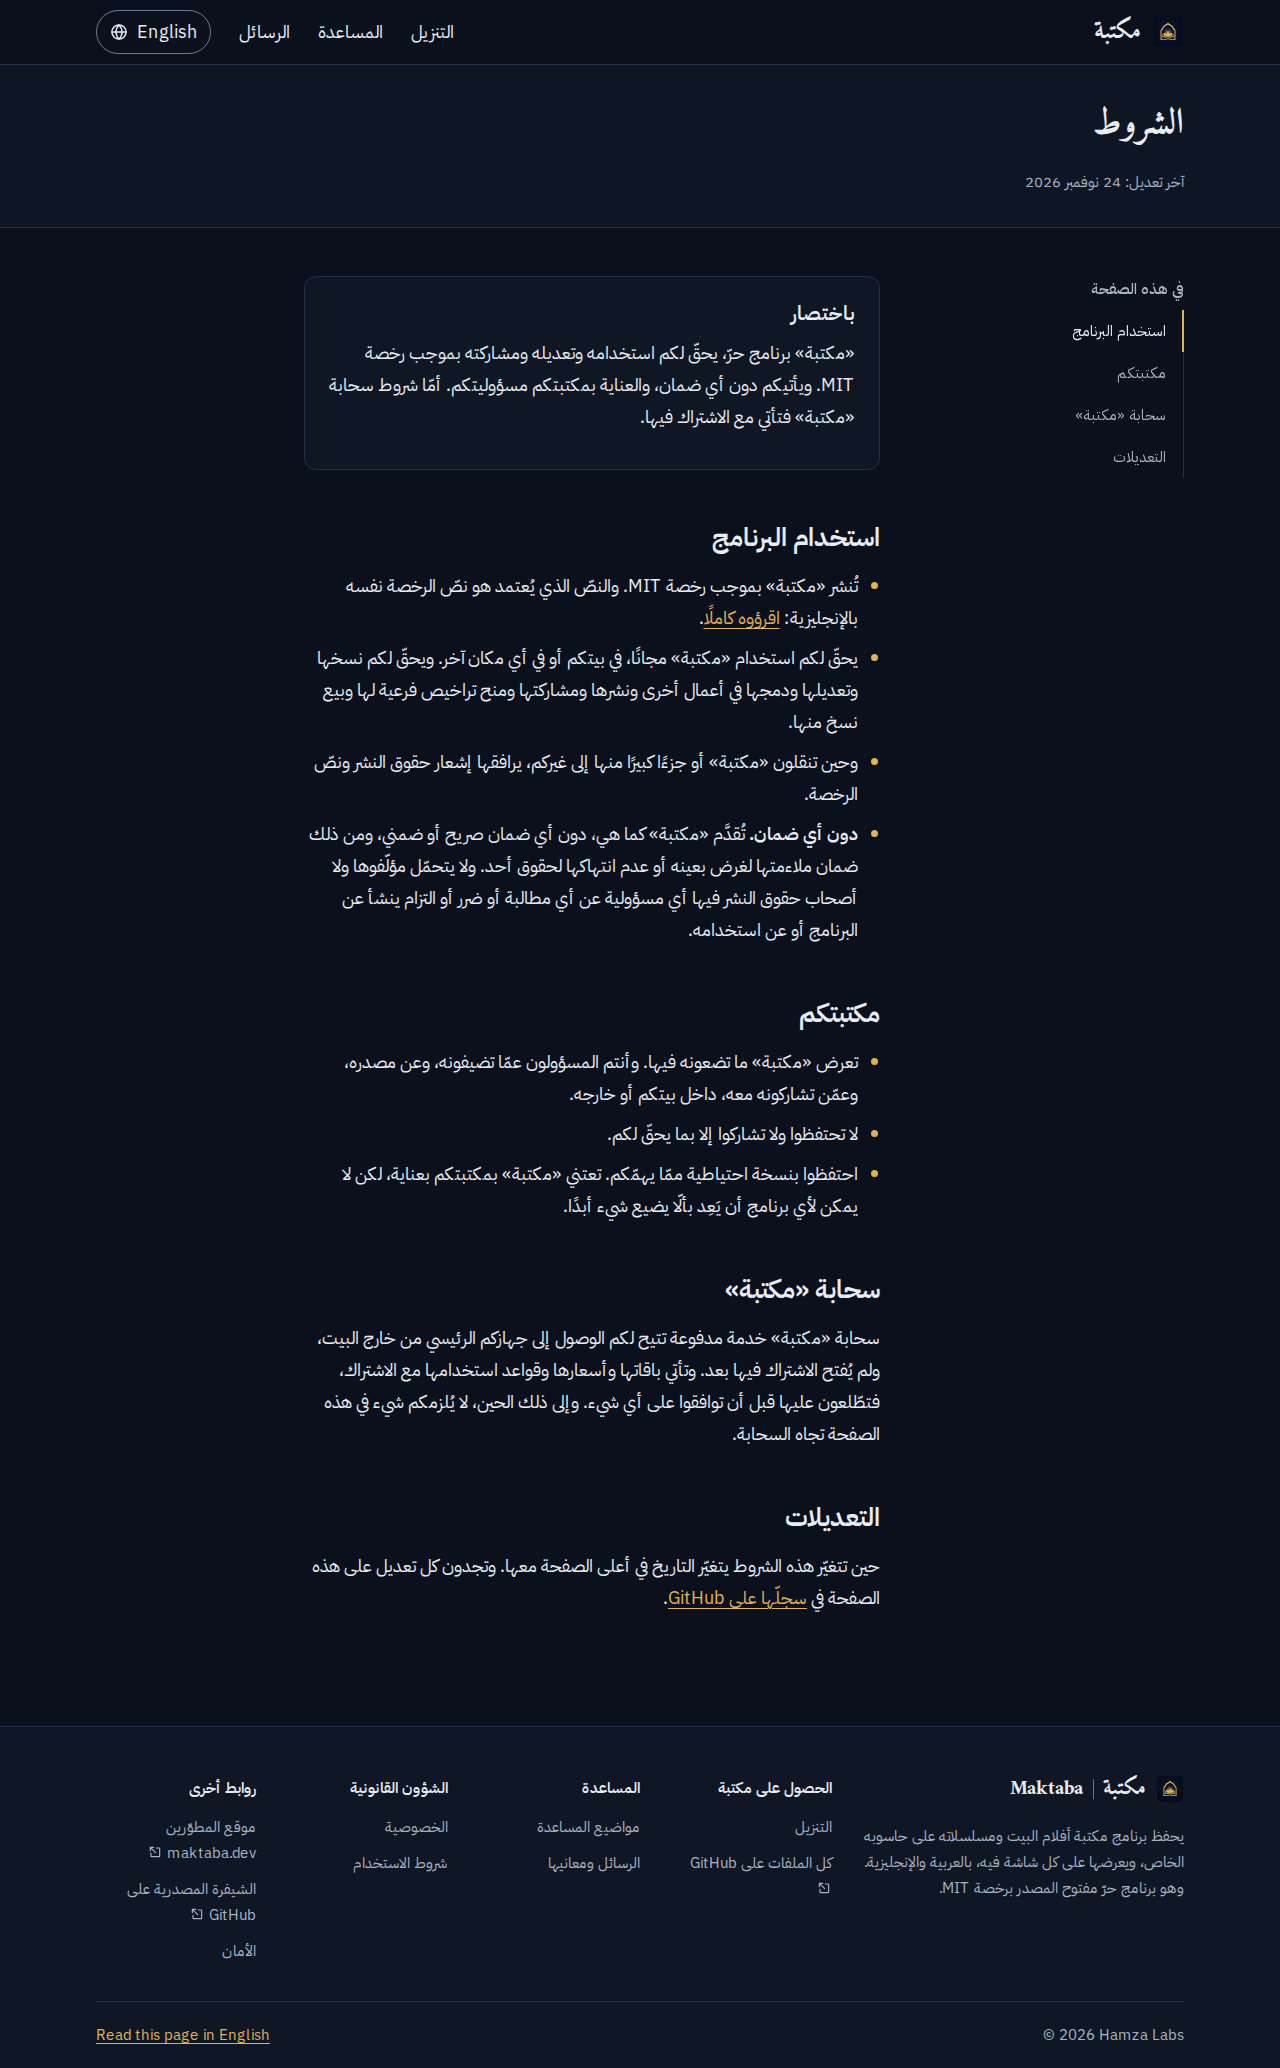 مكتبة
التنزيل
المساعدة
الرسائل
English
الشروط
آخر تعديل: 24 نوفمبر 2026
في هذه الصفحة
استخدام البرنامج
مكتبتكم
سحابة «مكتبة»
التعديلات
باختصار
«مكتبة» برنامج حرّ، يحقّ لكم استخدامه وتعديله ومشاركته بموجب رخصة
MIT. ويأتيكم دون أي ضمان، والعناية بمكتبتكم مسؤوليتكم. أمّا شروط سحابة
«مكتبة» فتأتي مع الاشتراك فيها.
استخدام البرنامج
تُنشر «مكتبة» بموجب رخصة MIT. والنصّ الذي يُعتمد هو نصّ الرخصة نفسه
بالإنجليزية: اقرؤوه كاملًا.
يحقّ لكم استخدام «مكتبة» مجانًا، في بيتكم أو في أي مكان آخر. ويحقّ لكم نسخها
وتعديلها ودمجها في أعمال أخرى ونشرها ومشاركتها ومنح تراخيص فرعية لها وبيع
نسخ منها.
وحين تنقلون «مكتبة» أو جزءًا كبيرًا منها إلى غيركم، يرافقها إشعار حقوق النشر ونصّ
الرخصة.
دون أي ضمان. تُقدَّم «مكتبة» كما هي، دون أي ضمان صريح أو ضمني، ومن ذلك
ضمان ملاءمتها لغرض بعينه أو عدم انتهاكها لحقوق أحد. ولا يتحمّل مؤلّفوها ولا
أصحاب حقوق النشر فيها أي مسؤولية عن أي مطالبة أو ضرر أو التزام ينشأ عن
البرنامج أو عن استخدامه.
مكتبتكم
تعرض «مكتبة» ما تضعونه فيها. وأنتم المسؤولون عمّا تضيفونه، وعن مصدره،
وعمّن تشاركونه معه، داخل بيتكم أو خارجه.
لا تحتفظوا ولا تشاركوا إلا بما يحقّ لكم.
احتفظوا بنسخة احتياطية ممّا يهمّكم. تعتني «مكتبة» بمكتبتكم بعناية، لكن لا
يمكن لأي برنامج أن يَعِد بألّا يضيع شيء أبدًا.
سحابة «مكتبة»
سحابة «مكتبة» خدمة مدفوعة تتيح لكم الوصول إلى جهازكم الرئيسي من خارج البيت،
ولم يُفتح الاشتراك فيها بعد. وتأتي باقاتها وأسعارها وقواعد استخدامها مع الاشتراك،
فتطّلعون عليها قبل أن توافقوا على أي شيء. وإلى ذلك الحين، لا يُلزمكم شيء في هذه
الصفحة تجاه السحابة.
التعديلات
حين تتغيّر هذه الشروط يتغيّر التاريخ في أعلى الصفحة معها. وتجدون كل تعديل على هذه
الصفحة في سجلّها على GitHub.
مكتبة | Maktaba
يحفظ برنامج مكتبة أفلام البيت ومسلسلاته على حاسوبه
الخاص، ويعرضها على كل شاشة فيه، بالعربية والإنجليزية.
وهو برنامج حرّ مفتوح المصدر برخصة MIT.
الحصول على مكتبة
التنزيل
كل الملفات على GitHub
المساعدة
مواضيع المساعدة
الرسائل ومعانيها
الشؤون القانونية
الخصوصية
شروط الاستخدام
روابط أخرى
موقع المطوّرين
maktaba.dev
الشيفرة المصدرية على
GitHub
الأمان
© 2026 Hamza Labs
Read this page in English